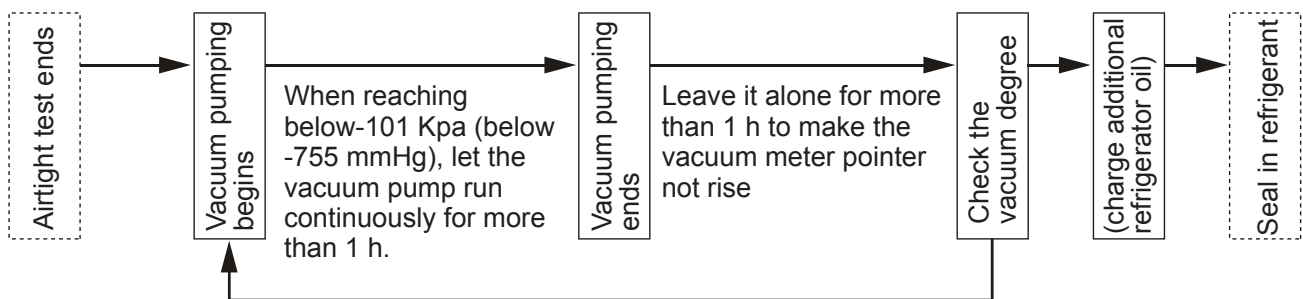 Airtight test ends
Vacuum pumping
begins
When reaching
below-101 Kpa (below
-755 mmHg), let the
vacuum pump run
continuously for more
than 1 h.
Vacuum pumping
ends
Leave it alone for more
than 1 h to make the
vacuum meter pointer
not rise
Check the
vacuum degree
(charge additional
refrigerator oil)
Seal in refrigerant